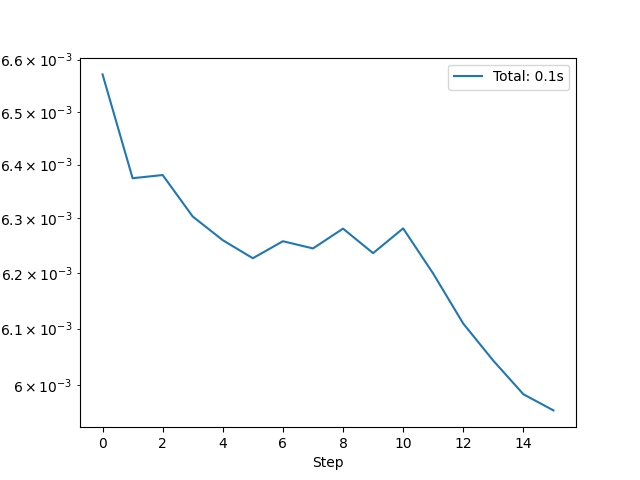 6.6 × 10⁻³
6.5 × 10⁻³
6.4 × 10⁻³
6.3 × 10⁻³
6.2 × 10⁻³
6.1 × 10⁻³
6 × 10⁻³
Total: 0.1s
0 2 4 6 8 10 12 14
Step